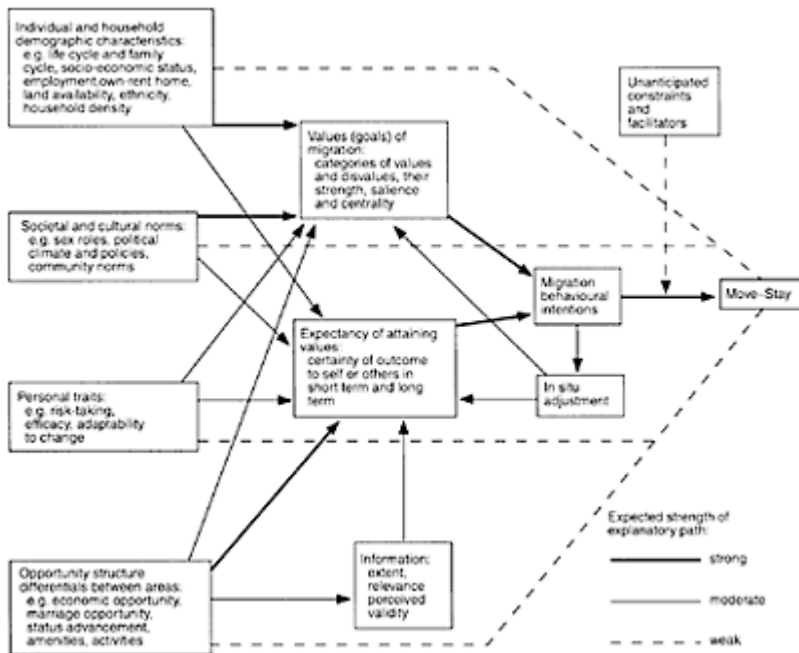 Individual and household
demographic characteristics:
e.g. life cycle and family
cycle, socio-economic status,
employment,own-rent home,
land availability, ethnicity,
household density
Unanticipated
constraints
and
facilitators
Values (goals) of
migration:
categories of values
and disvalues, their
strength, salience
and centrality
Societal and cultural norms:
e.g. sex roles, political
climate and policies,
community norms
Migration
behavioural
intentions
Move–Stay
Expectancy of attaining
values:
certainty of outcome
to self or others in
short term and long
term
In situ
adjustment
Personal traits:
e.g. risk-taking,
efficacy, adaptability
to change
Opportunity structure
differentials between areas:
e.g. economic opportunity,
marriage opportunity,
status advancement,
amenities, activities
Information:
extent,
relevance
perceived
validity
Expected strength of
explanatory path:
strong
moderate
weak